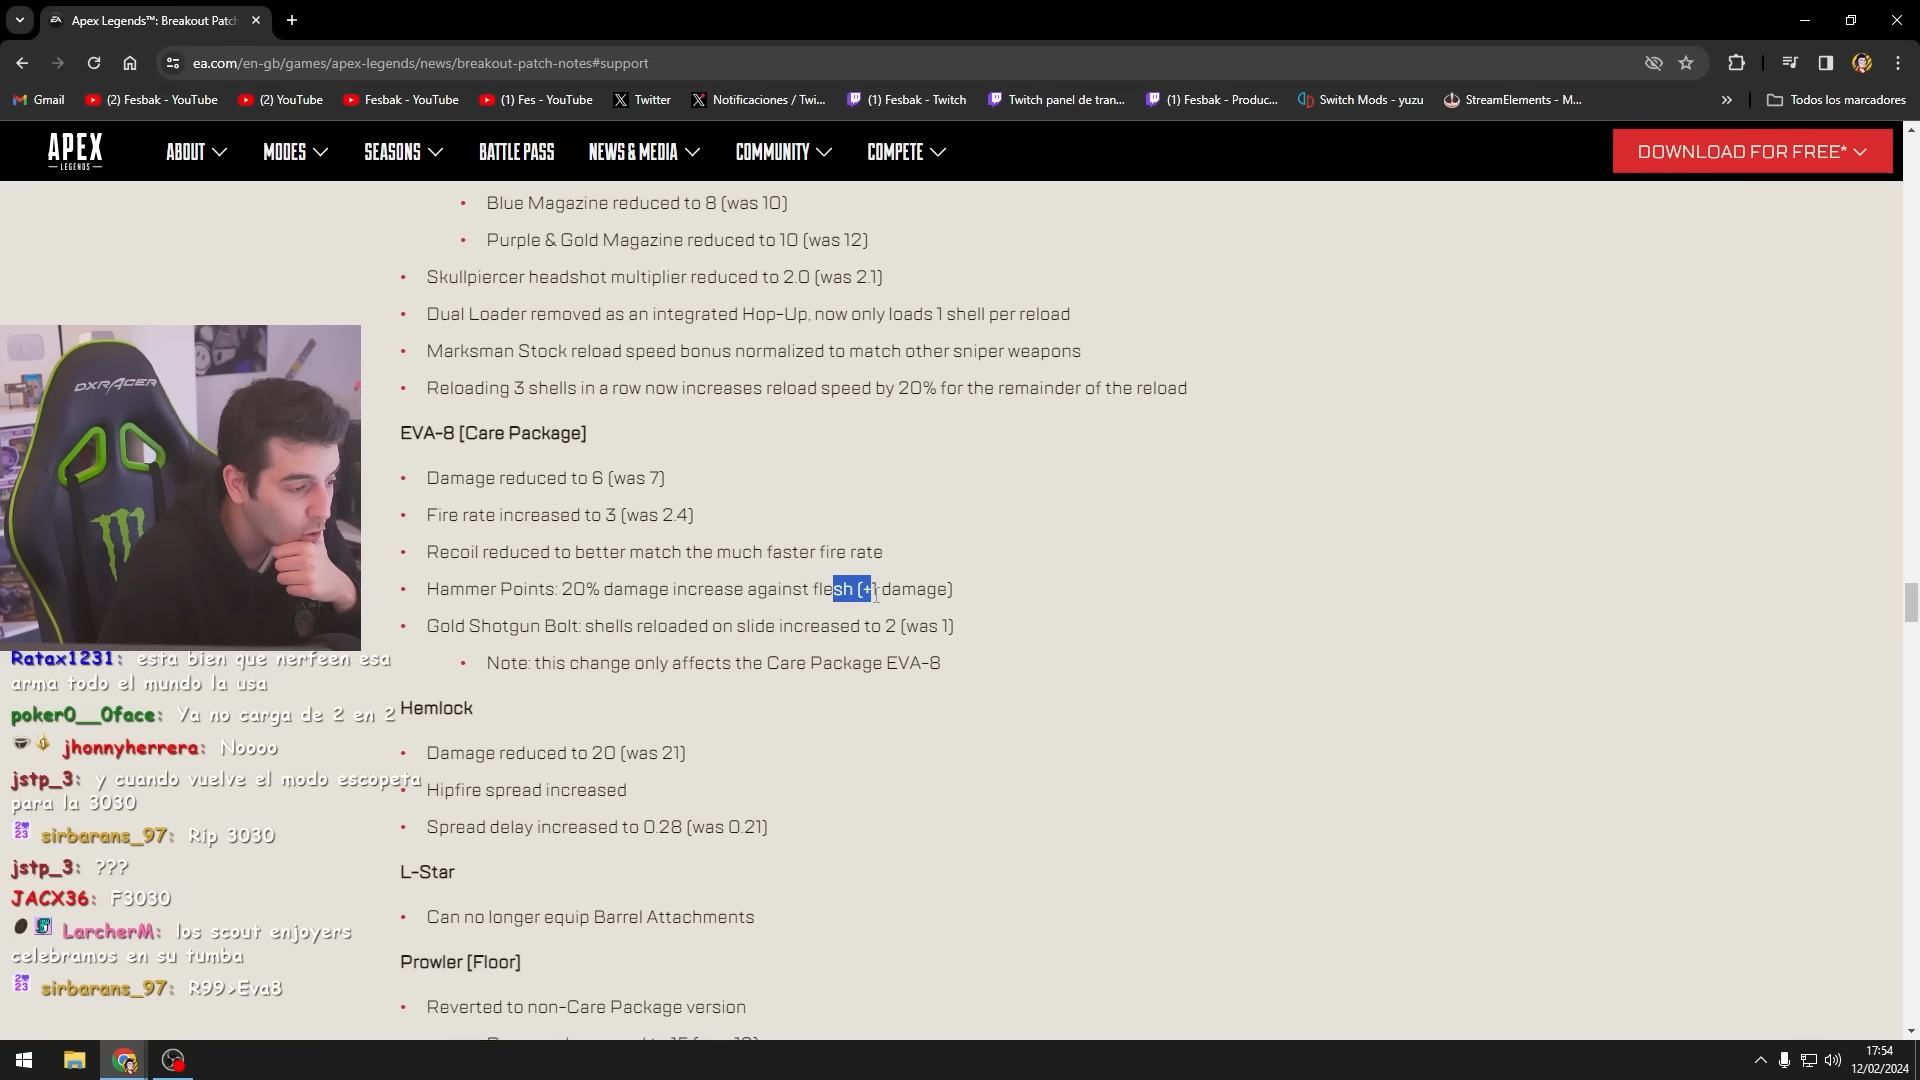 Apex Legends™: Breakout Patch
ea.com/en-gb/games/apex-legends/news/breakout-patch-notes#support
Gmail
(2) Fesbak - YouTube
(2) YouTube
Fesbak - YouTube
(1) Fes - YouTube
Twitter
Notificaciones / Twi...
(1) Fesbak - Twitch
Twitch panel de tran...
(1) Fesbak - Produc...
Switch Mods - yuzu
StreamElements - M...
Todos los marcadores
APEX
LEGENDS
ABOUT
MODES
SEASONS
BATTLE PASS
NEWS & MEDIA
COMMUNITY
COMPETE
DOWNLOAD FOR FREE*
• Blue Magazine reduced to 8 (was 10)
• Purple & Gold Magazine reduced to 10 (was 12)
• Skullpiercer headshot multiplier reduced to 2.0 (was 2.1)
• Dual Loader removed as an integrated Hop-Up, now only loads 1 shell per reload
• Marksman Stock reload speed bonus normalized to match other sniper weapons
• Reloading 3 shells in a row now increases reload speed by 20% for the remainder of the reload
EVA-8 [Care Package]
• Damage reduced to 6 (was 7)
• Fire rate increased to 3 (was 2.4)
• Recoil reduced to better match the much faster fire rate
• Hammer Points: 20% damage increase against flesh (+1 damage)
• Gold Shotgun Bolt: shells reloaded on slide increased to 2 (was 1)
• Note: this change only affects the Care Package EVA-8
Hemlock
• Damage reduced to 20 (was 21)
• Hipfire spread increased
• Spread delay increased to 0.28 (was 0.21)
L-Star
• Can no longer equip Barrel Attachments
Prowler [Floor]
• Reverted to non-Care Package version
DXRACER
Ratax1231: esta bien que nerfeen esa
arma todo el mundo la usa
poker0__0face: Ya no carga de 2 en 2
jhonnyherrera: Noooo
jstp_3: y cuando vuelve el modo escopeta
para la 3030
sirbarans_97: Rip 3030
jstp_3: ???
JACX36: F3030
LarcherM: los scout enjoyers
celebramos en su tumba
sirbarans_97: R99>Eva8
17:54
12/02/2024